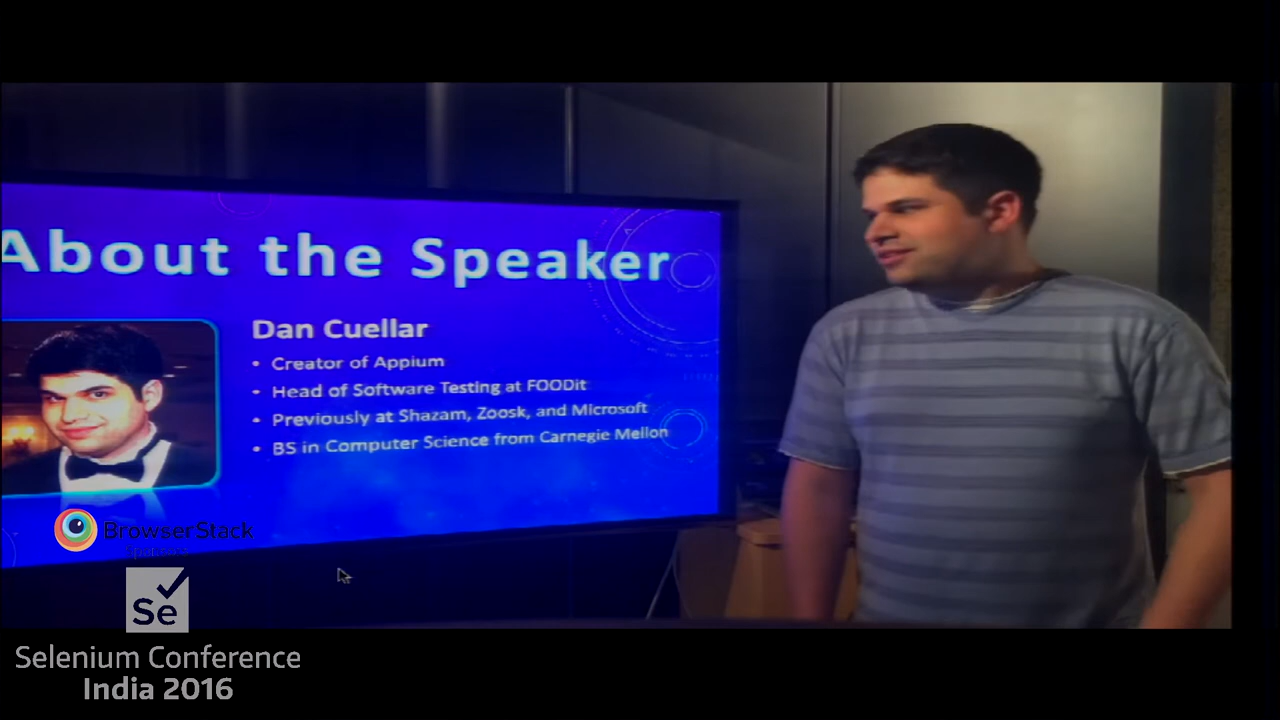 About the Speaker
Dan Cuellar
• Creator of Appium
• Head of Software Testing at FOODit
• Previously at Shazam, Zoosk, and Microsoft
• BS in Computer Science from Carnegie Mellon
BrowserStack
Se
Selenium Conference
India 2016